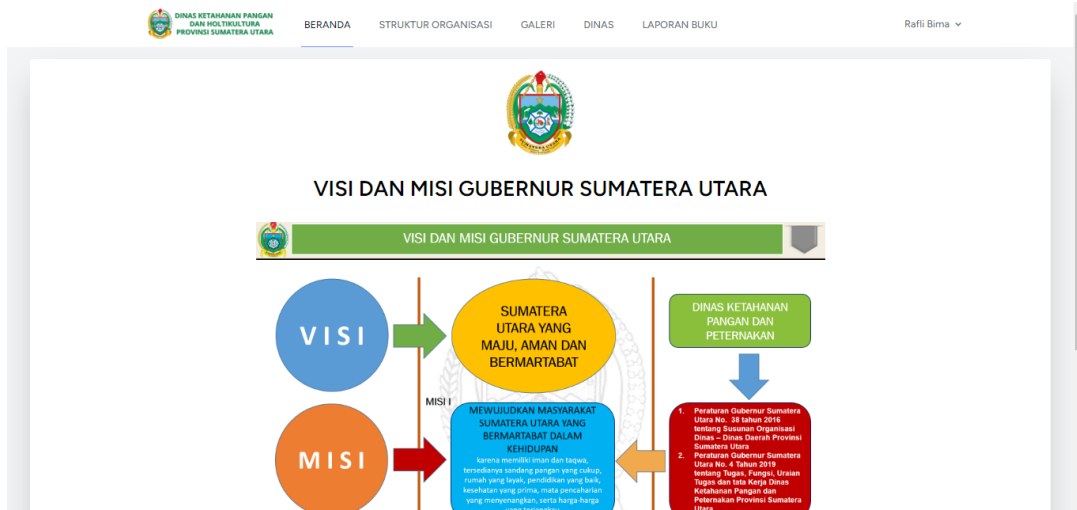 DINAS KETAHANAN PANGAN
DAN HOLTIKULTURA
PROVINSI SUMATERA UTARA
BERANDA
STRUKTUR ORGANISASI
GALERI
DINAS
LAPORAN BUKU
Rafli Bima
VISI DAN MISI GUBERNUR SUMATERA UTARA
VISI DAN MISI GUBERNUR SUMATERA UTARA
VISI
SUMATERA
UTARA YANG
MAJU, AMAN DAN
BERMARTABAT
DINAS KETAHANAN
PANGAN DAN
PETERNAKAN
MISI I
MISI
MEWUJUDKAN MASYARAKAT
SUMATERA UTARA YANG
BERMARTABAT DALAM
KEHIDUPAN
karena memiliki iman dan taqwa,
tersedianya sandang pangan yang cukup,
rumah yang layak, pendidikan yang baik,
kesehatan yang prima, mata pencaharian
yang menyenangkan, serta harga-harga
yang terjangkau
1. Peraturan Gubernur Sumatera
Utara No. 38 tahun 2016
tentang Susunan Organisasi
Dinas – Dinas Daerah Provinsi
Sumatera Utara
2. Peraturan Gubernur Sumatera
Utara No. 4 Tahun 2019
tentang Tugas, Fungsi, Uraian
Tugas dan tata Kerja Dinas
Ketahanan Pangan dan
Peternakan Provinsi Sumatera
Utara